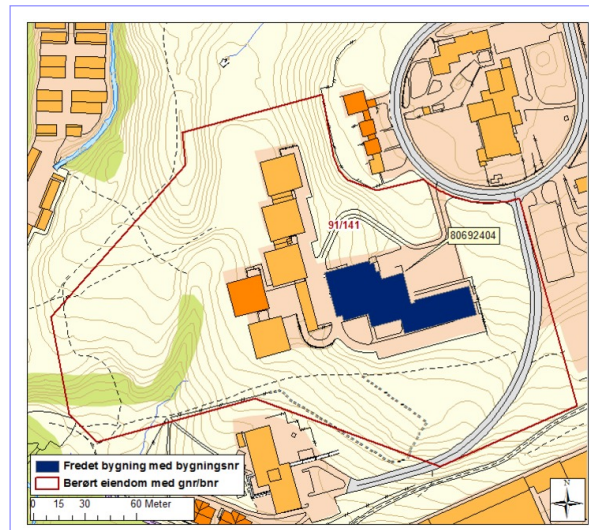 91/141
80692404
Fredet bygning med bygningsnr
Berørt eiendom med gnr/bnr
0 15 30 60 Meter
N